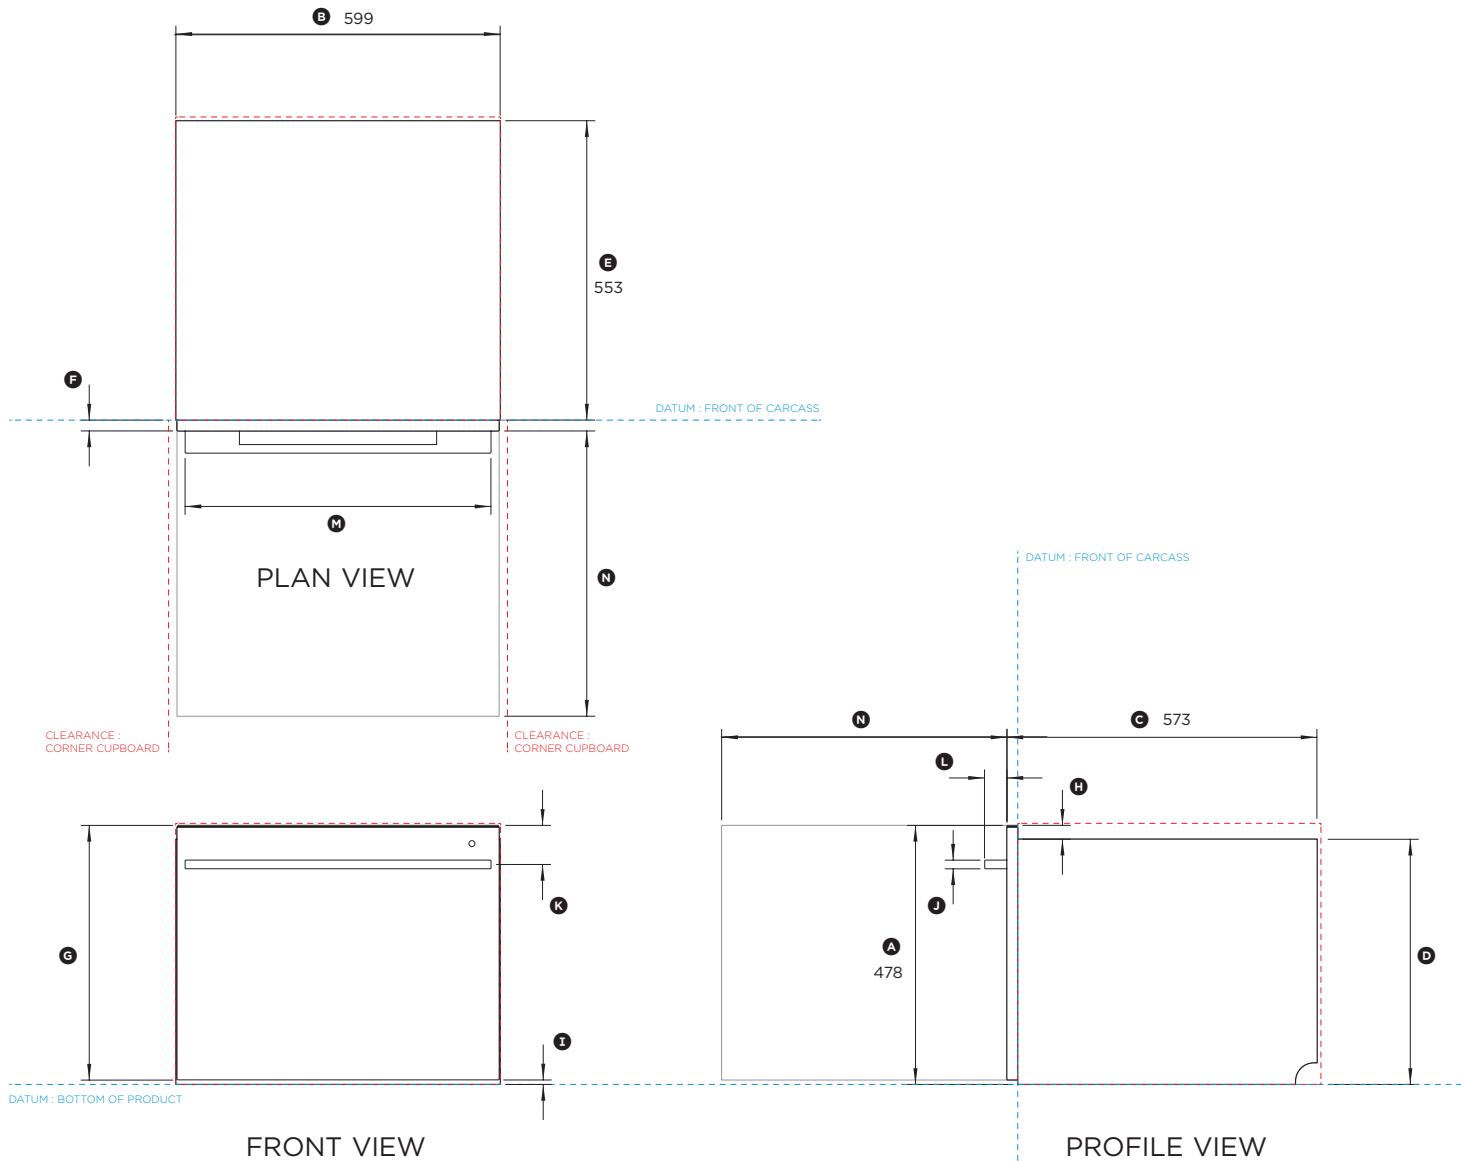 B 599
E
553
F
DATUM : FRONT OF CARCASS
M
PLAN VIEW
N
DATUM : FRONT OF CARCASS
CLEARANCE :
CORNER CUPBOARD
CLEARANCE :
CORNER CUPBOARD
N
C 573
L
H
K
J
G
A
478
D
I
DATUM : BOTTOM OF PRODUCT
FRONT VIEW
PROFILE VIEW